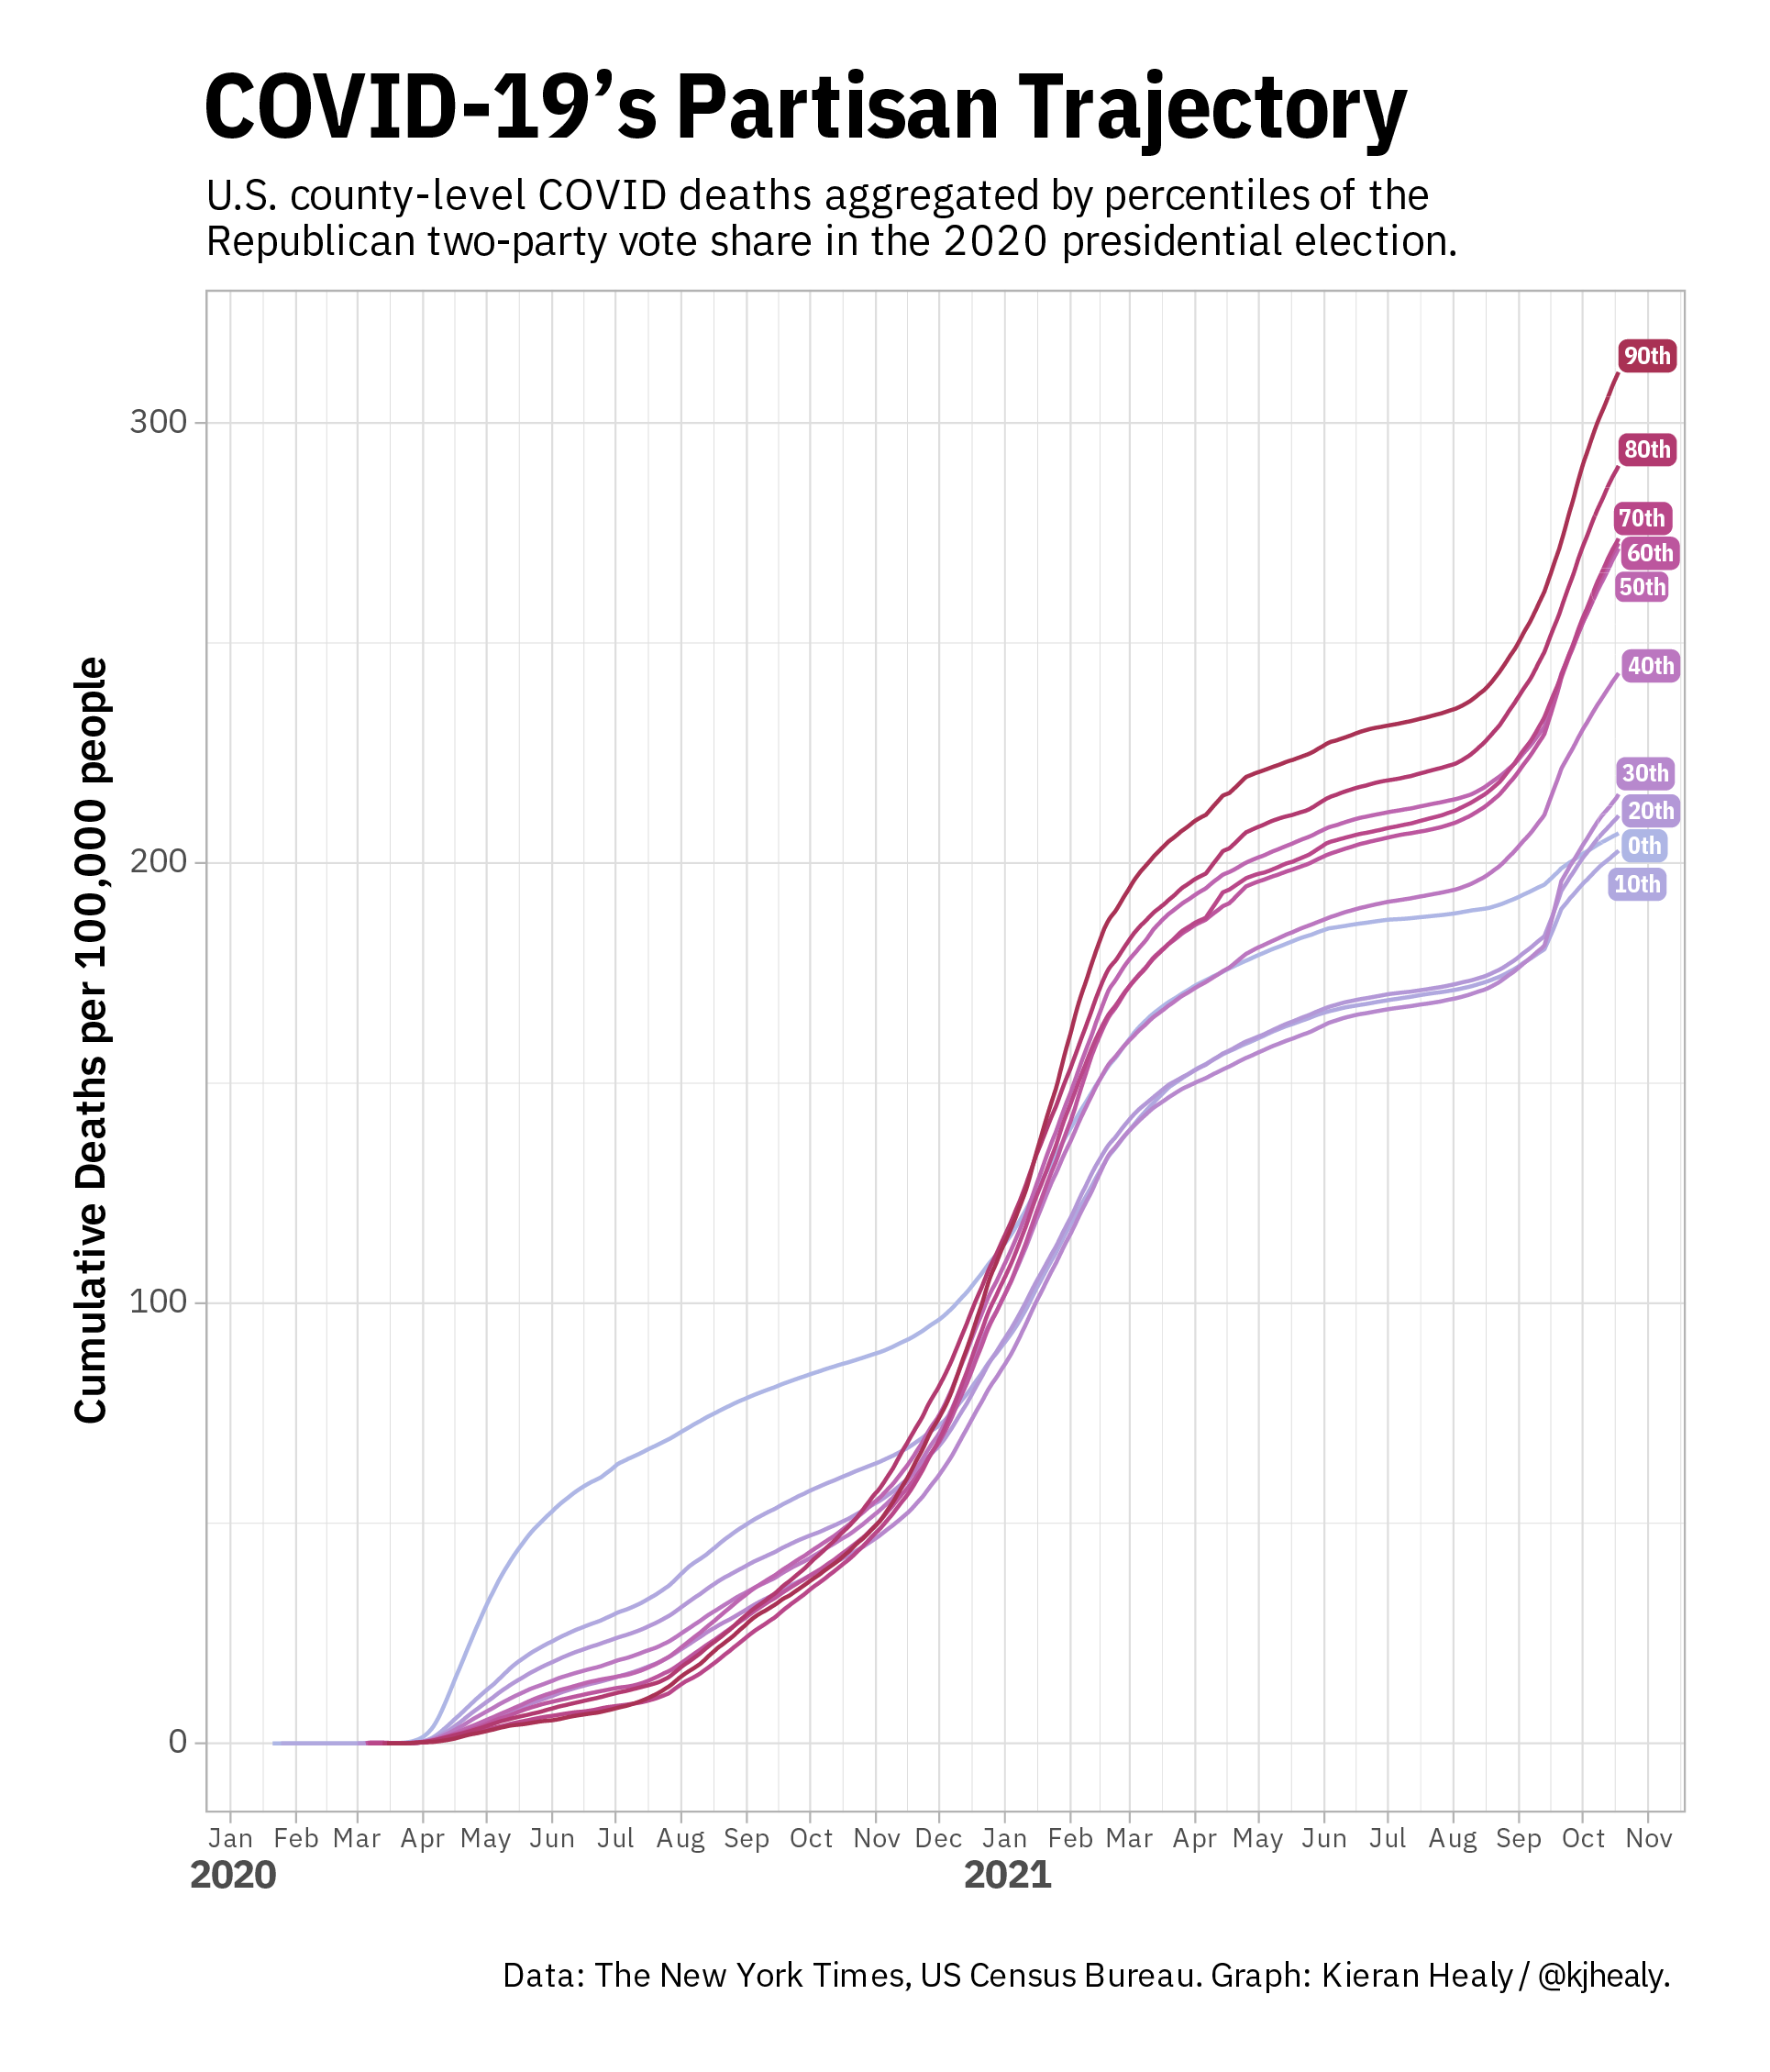 COVID-19’s Partisan Trajectory
U.S. county-level COVID deaths aggregated by percentiles of the
Republican two-party vote share in the 2020 presidential election.
Cumulative Deaths per 100,000 people
300
200
100
0
90th
80th
70th
60th
50th
40th
30th
20th
0th
10th
Jan Feb Mar Apr May Jun Jul Aug Sep Oct Nov Dec Jan Feb Mar Apr May Jun Jul Aug Sep Oct Nov
2020 2021
Data: The New York Times, US Census Bureau. Graph: Kieran Healy / @kjhealy.